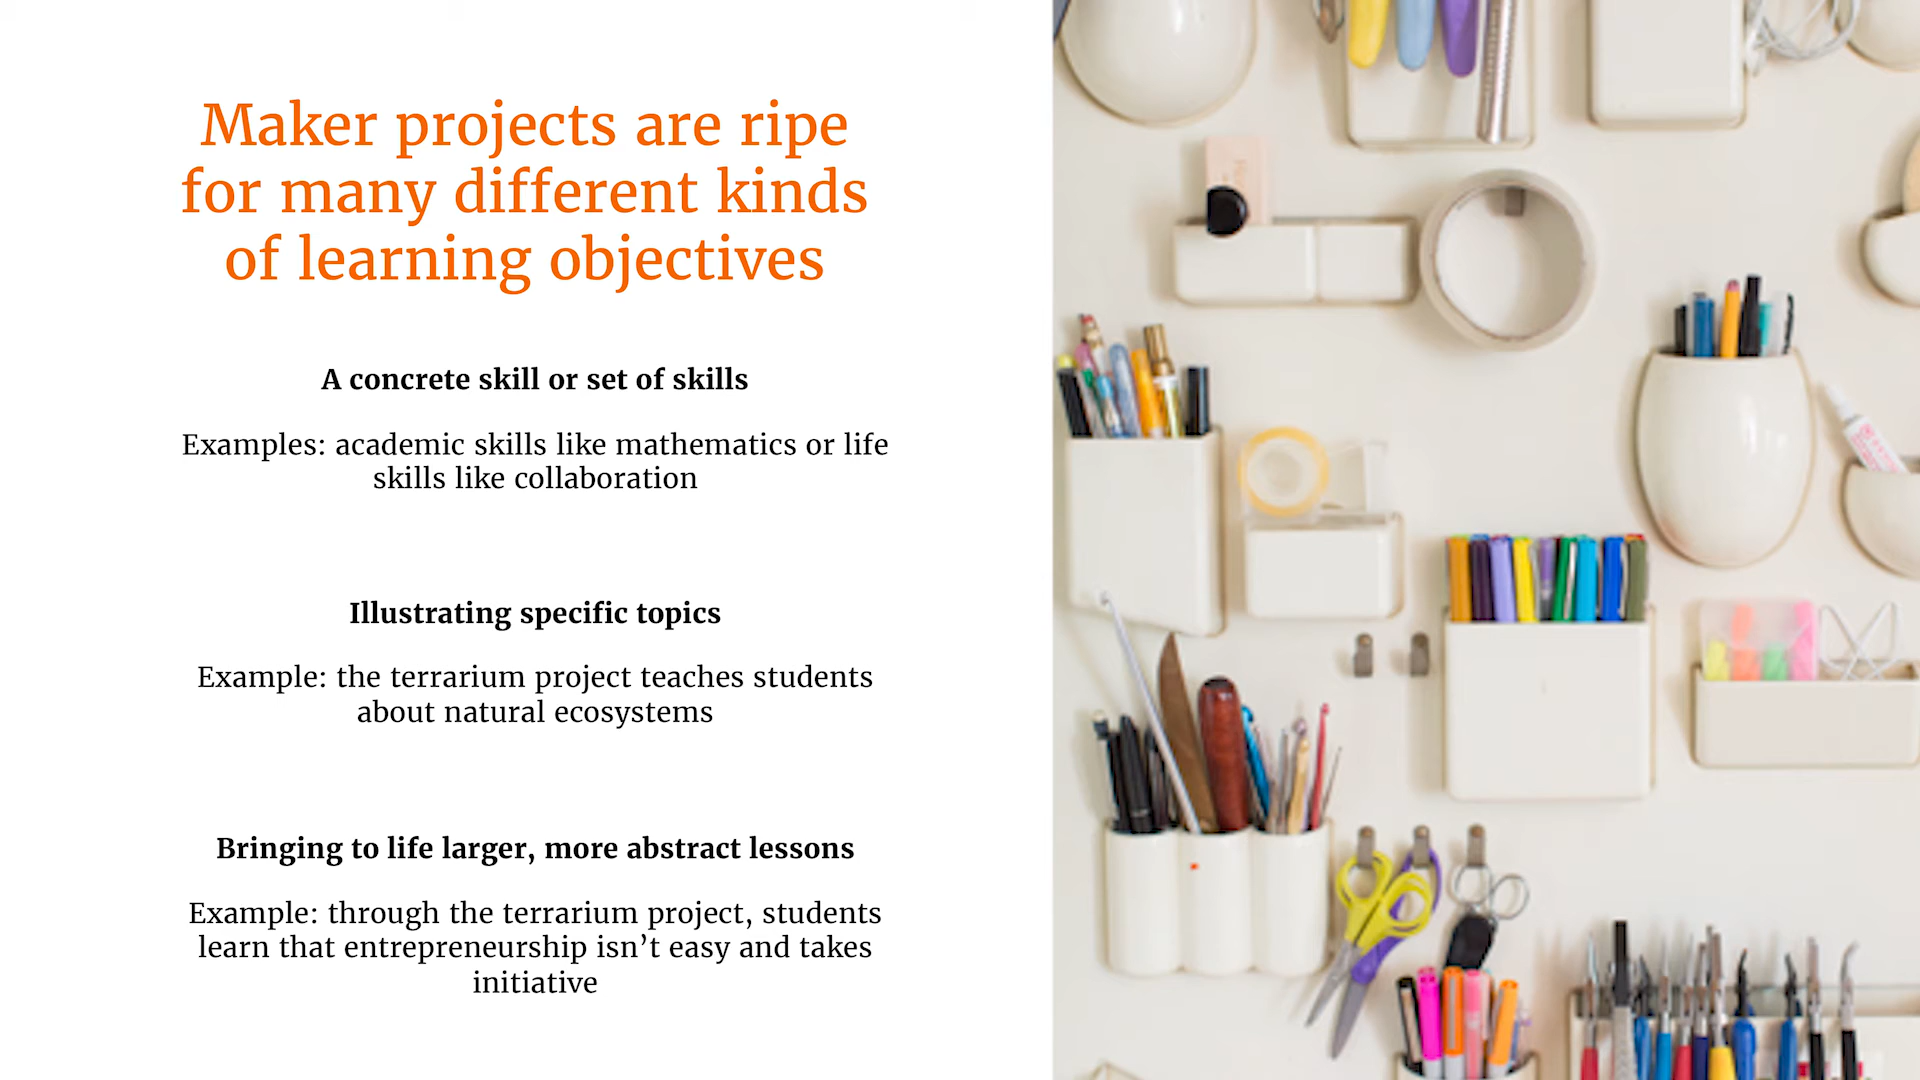 Maker projects are ripe
for many different kinds
of learning objectives
A concrete skill or set of skills
Examples: academic skills like mathematics or life
skills like collaboration
Illustrating specific topics
Example: the terrarium project teaches students
about natural ecosystems
Bringing to life larger, more abstract lessons
Example: through the terrarium project, students
learn that entrepreneurship isn’t easy and takes
initiative